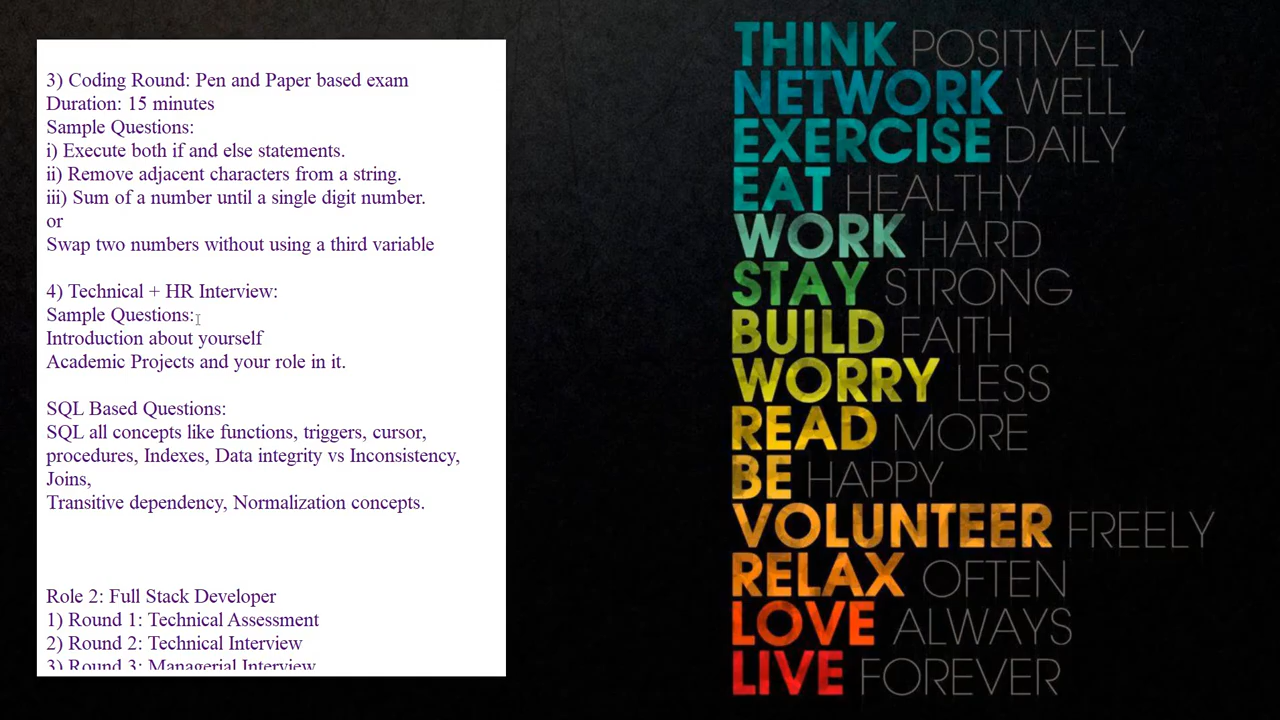 3) Coding Round: Pen and Paper based exam
Duration: 15 minutes
Sample Questions:
i) Execute both if and else statements.
ii) Remove adjacent characters from a string.
iii) Sum of a number until a single digit number.
or
Swap two numbers without using a third variable
4) Technical + HR Interview:
Sample Questions:
Introduction about yourself
Academic Projects and your role in it.
SQL Based Questions:
SQL all concepts like functions, triggers, cursor,
procedures, Indexes, Data integrity vs Inconsistency,
Joins,
Transitive dependency, Normalization concepts.
Role 2: Full Stack Developer
1) Round 1: Technical Assessment
2) Round 2: Technical Interview
3) Round 3: Managerial Interview
THINK POSITIVELY
NETWORK WELL
EXERCISE DAILY
EAT HEALTHY
WORK HARD
STAY STRONG
BUILD FAITH
WORRY LESS
READ MORE
BE HAPPY
VOLUNTEER FREELY
RELAX OFTEN
LOVE ALWAYS
LIVE FOREVER